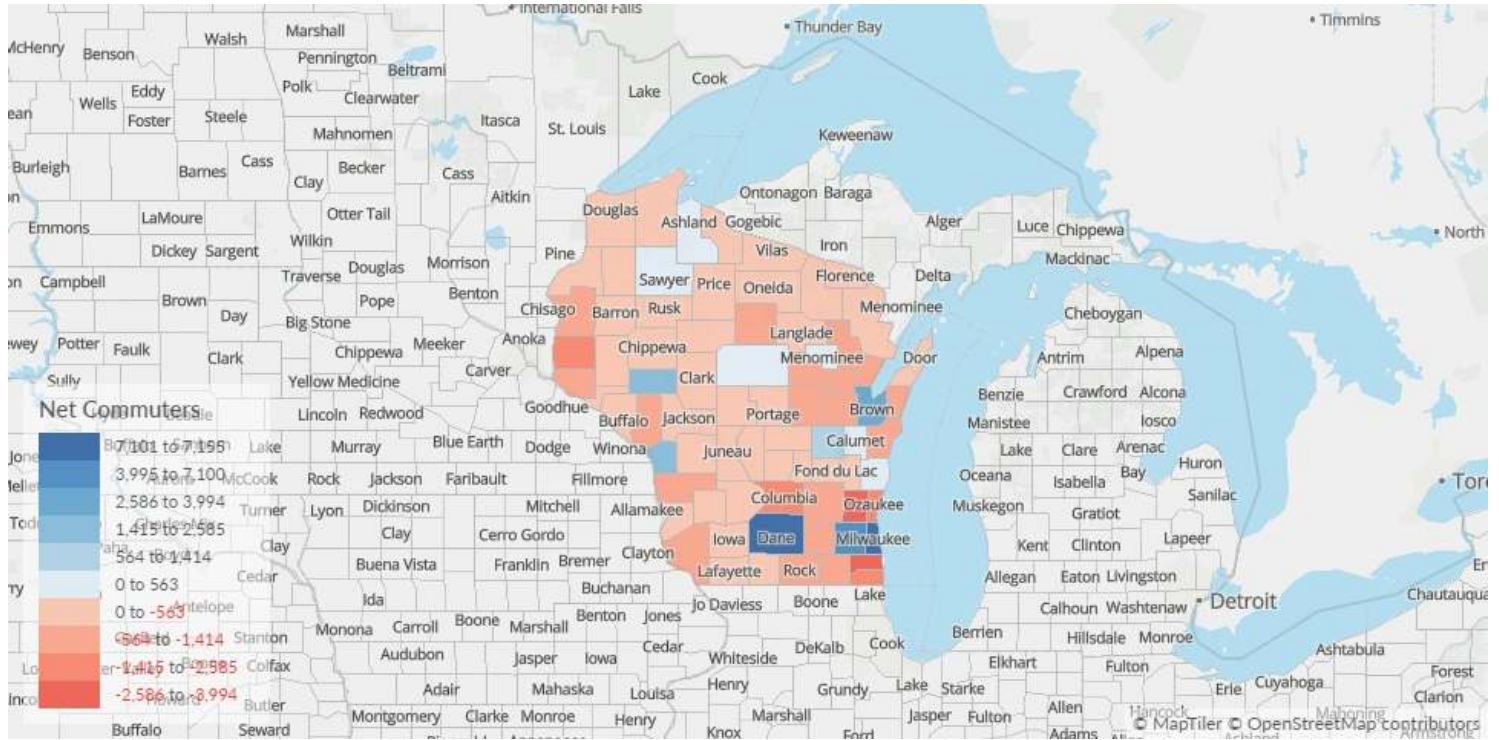 International Falls
Thunder Bay
Timmins
McHenry
Benson
Walsh
Marshall
Pennington
Beltrami
Polk
Clearwater
Wells
Eddy
Foster
Steele
Mahnomen
Itasca
St. Louis
Lake
Cook
Keweenaw
Burleigh
Barnes
Cass
Clay
Becker
Cass
Aitkin
Ontonagon
Baraga
Emmons
LaMoure
Otter Tail
Douglas
Ashland
Gogebic
Alger
Luce
Chippewa
North
Dickey
Sargent
Wilkin
Pine
Vilas
Iron
Mackinac
Campbell
Traverse
Douglas
Morrison
Sawyer
Price
Oneida
Florence
Delta
Brown
Day
Pope
Benton
Chisago
Barron
Rusk
Menominee
Cheboygan
Big Stone
Potter
Faulk
Clark
Chippewa
Meeker
Anoka
Chippewa
Langlade
Menominee
Door
Antrim
Alpena
Sully
Yellow Medicine
Carver
Clark
Benzie
Crawford
Alcona
Lincoln
Redwood
Goodhue
Buffalo
Jackson
Portage
Brown
Manistee
Iosco
Lake
Murray
Blue Earth
Dodge
Winona
Juneau
Calumet
Lake
Clare
Arenac
McCook
Rock
Jackson
Faribault
Fillmore
Fond du Lac
Oceana
Isabella
Bay
Huron
Turner
Lyon
Dickinson
Mitchell
Allamakee
Columbia
Ozaukee
Muskegon
Gratiot
Sanilac
Clay
Clay
Cerro Gordo
Clayton
Iowa
Dane
Milwaukee
Kent
Clinton
Lapeer
Cedar
Buena Vista
Franklin
Bremer
Lafayette
Rock
Allegan
Eaton
Livingston
Buchanan
Antelope
Ida
Jo Daviess
Boone
Lake
Calhoun
Washtenaw
Detroit
Chautauqua
Stanton
Monona
Carroll
Boone
Marshall
Benton
Jones
Cedar
DeKalb
Cook
Berrien
Hillsdale
Monroe
Colfax
Audubon
Jasper
Iowa
Whiteside
Elkhart
Fulton
Ashtabula
Butler
Adair
Mahaska
Louisa
Henry
Grundy
Lake
Starke
Erie
Cuyahoga
Forest
Clarion
Buffalo
Seward
Montgomery
Clarke
Monroe
Henry
Knox
Marshall
Ford
Jasper
Fulton
Allen
Hancock
Adams
Mahoning
Ashland
Armstrong
Net Commuters
7,101 to 7,195
3,995 to 7,100
2,586 to 3,994
1,415 to 2,585
564 to 1,414
0 to 563
0 to -563
-564 to -1,414
-1,415 to -2,585
-2,586 to -3,994
© MapTiler © OpenStreetMap contributors